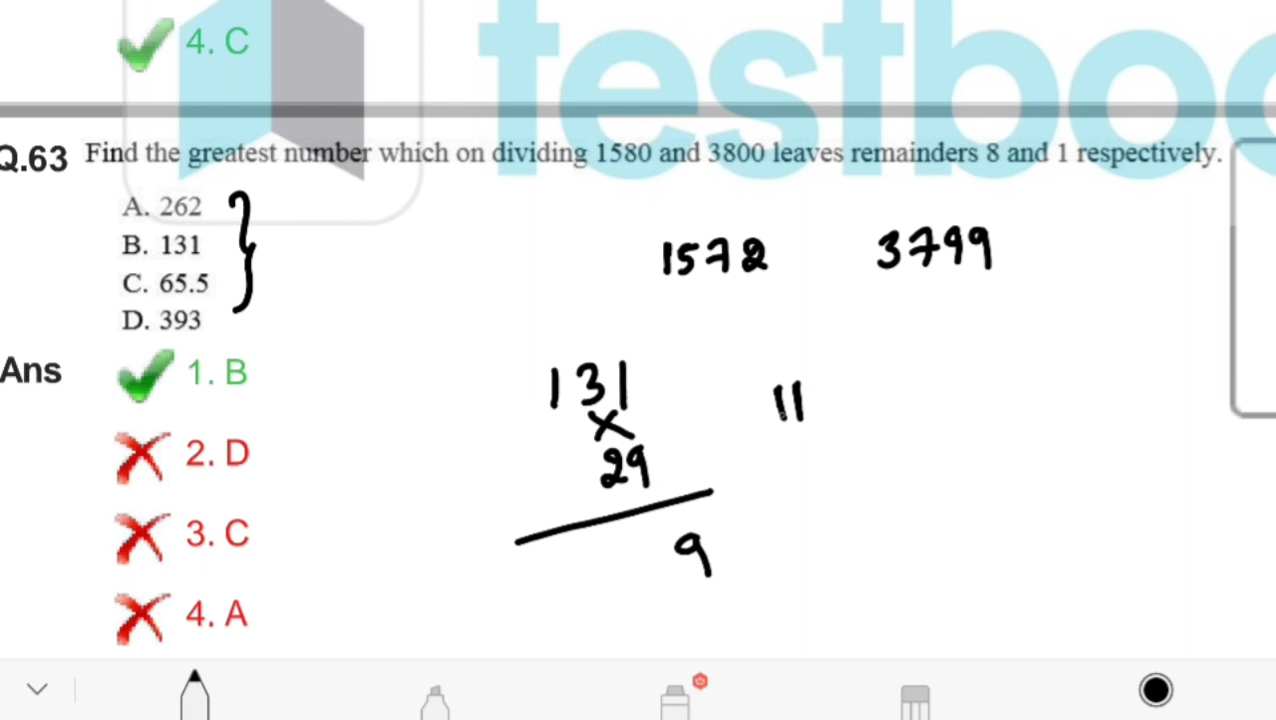 4. C
testboo
Q.63 Find the greatest number which on dividing 1580 and 3800 leaves remainders 8 and 1 respectively.
A. 262
B. 131
C. 65.5
D. 393
1572 3799
Ans
1. B
2. D
3. C
4. A
131
×
29
9
11